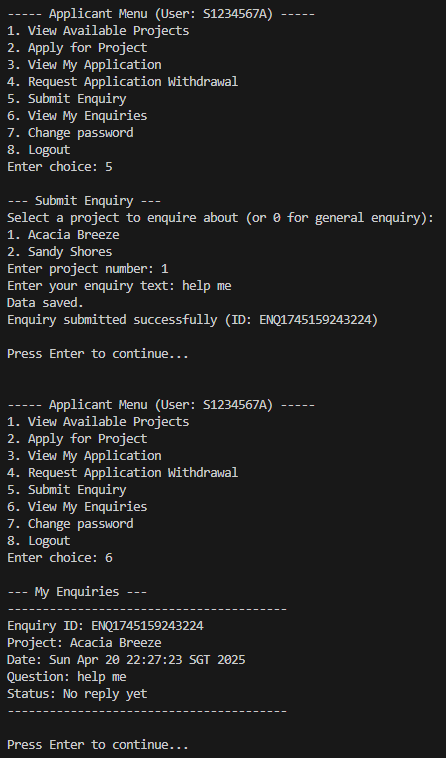 ----- Applicant Menu (User: S1234567A) -----
1. View Available Projects
2. Apply for Project
3. View My Application
4. Request Application Withdrawal
5. Submit Enquiry
6. View My Enquiries
7. Change password
8. Logout
Enter choice: 5
--- Submit Enquiry ---
Select a project to enquire about (or 0 for general enquiry):
1. Acacia Breeze
2. Sandy Shores
Enter project number: 1
Enter your enquiry text: help me
Data saved.
Enquiry submitted successfully (ID: ENQ1745159243224)
Press Enter to continue...
----- Applicant Menu (User: S1234567A) -----
1. View Available Projects
2. Apply for Project
3. View My Application
4. Request Application Withdrawal
5. Submit Enquiry
6. View My Enquiries
7. Change password
8. Logout
Enter choice: 6
--- My Enquiries ---
----------------------------------------
Enquiry ID: ENQ1745159243224
Project: Acacia Breeze
Date: Sun Apr 20 22:27:23 SGT 2025
Question: help me
Status: No reply yet
----------------------------------------
Press Enter to continue...